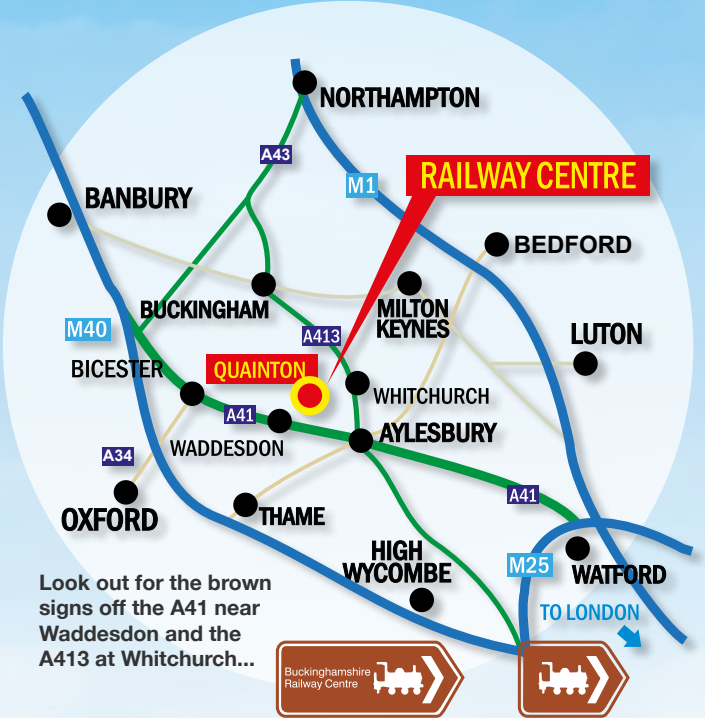 NORTHAMPTON
A43
M1
RAILWAY CENTRE
BANBURY
BEDFORD
BUCKINGHAM
MILTON
KEYNES
M40
A413
LUTON
BICESTER
QUAINTON
WHITCHURCH
A41
WADDESDON
AYLESBURY
A34
A41
OXFORD
THAME
HIGH
WYCOMBE
M25
WATFORD
TO LONDON
Look out for the brown
signs off the A41 near
Waddesdon and the
A413 at Whitchurch...
Buckinghamshire
Railway Centre